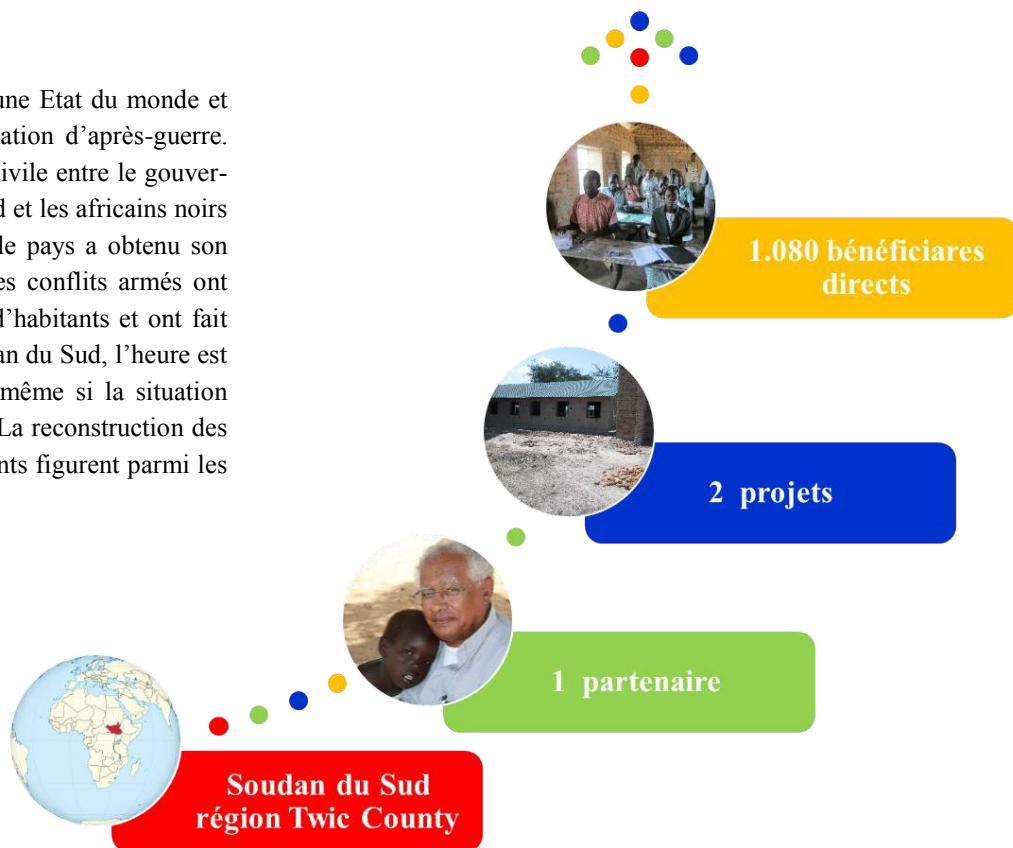 une Etat du monde et
ation d'après-guerre.
ivile entre le gouver-
d et les africains noirs
le pays a obtenu son
es conflits armés ont
d'habitants et ont fait
an du Sud, l'heure est
même si la situation
La reconstruction des
nts figurent parmi les
1.080 bénéficiares
directs
2 projets
1 partenaire
Soudan du Sud
région Twic County